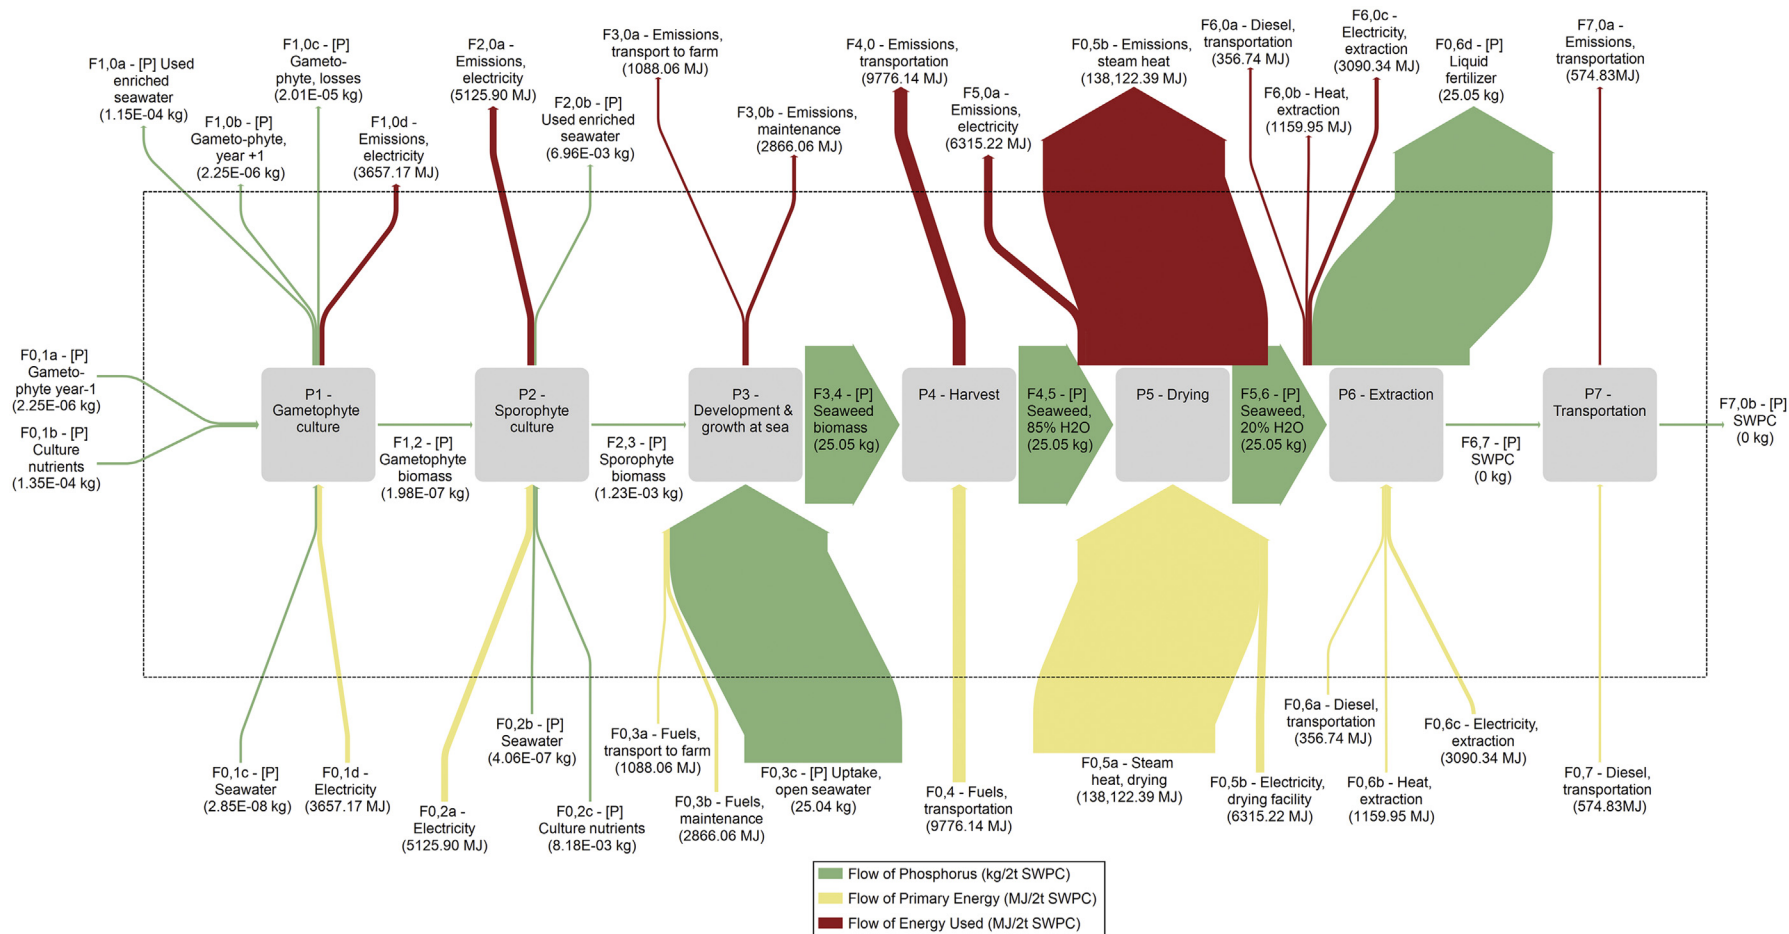 F1,0a - [P] Used
enriched
seawater
(1.15E-04 kg)
F1,0b - [P]
Gameto-phyte,
year +1
(2.25E-06 kg)
F1,0c - [P]
Gameto-
phyte, losses
(2.01E-05 kg)
F1,0d -
Emissions,
electricity
(3657.17 MJ)
F2,0a -
Emissions,
electricity
(5125.90 MJ)
F2,0b - [P]
Used enriched
seawater
(6.96E-03 kg)
F3,0a - Emissions,
transport to farm
(1088.06 MJ)
F3,0b - Emissions,
maintenance
(2866.06 MJ)
F4,0 - Emissions,
transportation
(9776.14 MJ)
F5,0a -
Emissions,
electricity
(6315.22 MJ)
F0,5b - Emissions,
steam heat
(138,122.39 MJ)
F6,0a - Diesel,
transportation
(356.74 MJ)
F6,0b - Heat,
extraction
(1159.95 MJ)
F6,0c -
Electricity,
extraction
(3090.34 MJ)
F0,6d - [P]
Liquid
fertilizer
(25.05 kg)
F7,0a -
Emissions,
transportation
(574.83MJ)
F0,1a - [P]
Gameto-
phyte year-1
(2.25E-06 kg)
F0,1b - [P]
Culture
nutrients
(1.35E-04 kg)
P1 -
Gametophyte
culture
F1,2 - [P]
Gametophyte
biomass
(1.98E-07 kg)
P2 -
Sporophyte
culture
F2,3 - [P]
Sporophyte
biomass
(1.23E-03 kg)
P3 -
Development &
growth at sea
F3,4 - [P]
Seaweed
biomass
(25.05 kg)
P4 - Harvest
F4,5 - [P]
Seaweed,
85% H2O
(25.05 kg)
P5 - Drying
F5,6 - [P]
Seaweed,
20% H2O
(25.05 kg)
P6 - Extraction
F6,7 - [P]
SWPC
(0 kg)
P7 -
Transportation
F7,0b - [P]
SWPC
(0 kg)
F0,1c - [P]
Seawater
(2.85E-08 kg)
F0,1d -
Electricity
(3657.17 MJ)
F0,2a -
Electricity
(5125.90 MJ)
F0,2b - [P]
Seawater
(4.06E-07 kg)
F0,2c - [P]
Culture nutrients
(8.18E-03 kg)
F0,3a - Fuels,
transport to farm
(1088.06 MJ)
F0,3b - Fuels,
maintenance
(2866.06 MJ)
F0,3c - [P] Uptake,
open seawater
(25.04 kg)
F0,4 - Fuels,
transportation
(9776.14 MJ)
F0,5a - Steam
heat, drying
(138,122.39 MJ)
F0,5b - Electricity,
drying facility
(6315.22 MJ)
F0,6a - Diesel,
transportation
(356.74 MJ)
F0,6b - Heat,
extraction
(1159.95 MJ)
F0,6c - Electricity,
extraction
(3090.34 MJ)
F0,7 - Diesel,
transportation
(574.83MJ)
Flow of Phosphorus (kg/2t SWPC)
Flow of Primary Energy (MJ/2t SWPC)
Flow of Energy Used (MJ/2t SWPC)